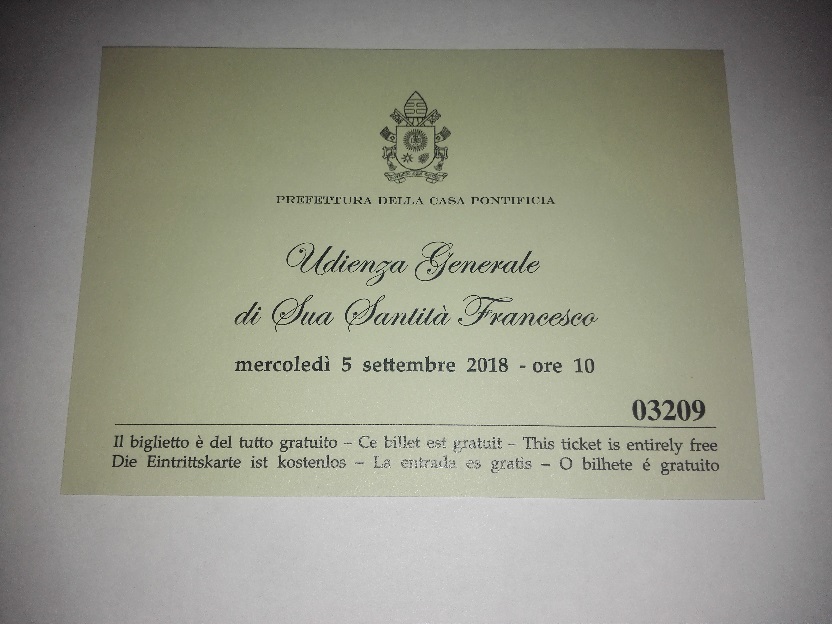 PREFETTURA DELLA CASA PONTIFICIA
Udienza Generale
di Sua Santità Francesco
mercoledì 5 settembre 2018 - ore 10
03209
Il biglietto è del tutto gratuito – Ce billet est gratuit – This ticket is entirely free
Die Eintrittskarte ist kostenlos – La entrada es gratis – O bilhete é gratuito